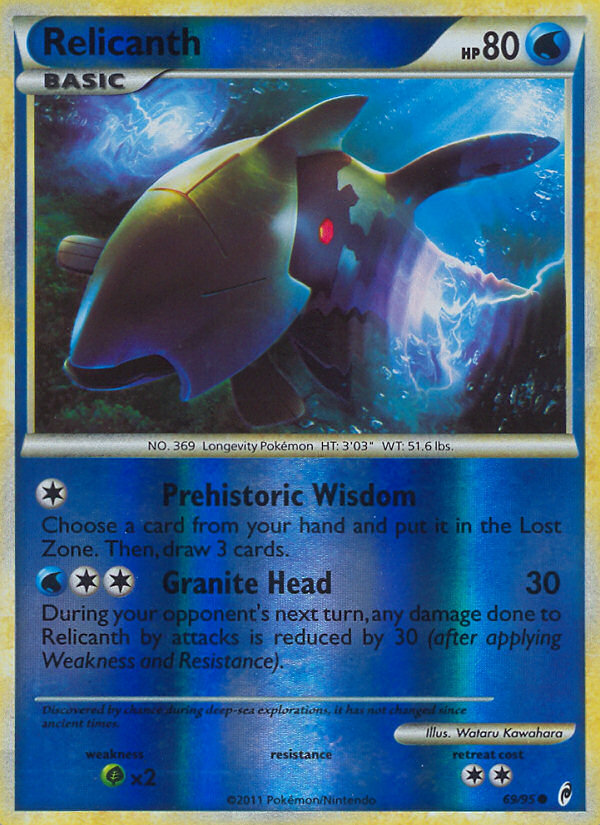 Relicanth
HP 80
BASIC
NO. 369 Longevity Pokémon HT: 3'03" WT: 51.6 lbs.
Prehistoric Wisdom
Choose a card from your hand and put it in the Lost
Zone. Then, draw 3 cards.
Granite Head 30
During your opponent's next turn, any damage done to
Relicanth by attacks is reduced by 30 (after applying
Weakness and Resistance).
Discovered by chance during deep-sea explorations, it has not changed since
ancient times.
Illus. Wataru Kawahara
weakness resistance retreat cost
×2
©2011 Pokémon/Nintendo 69/95